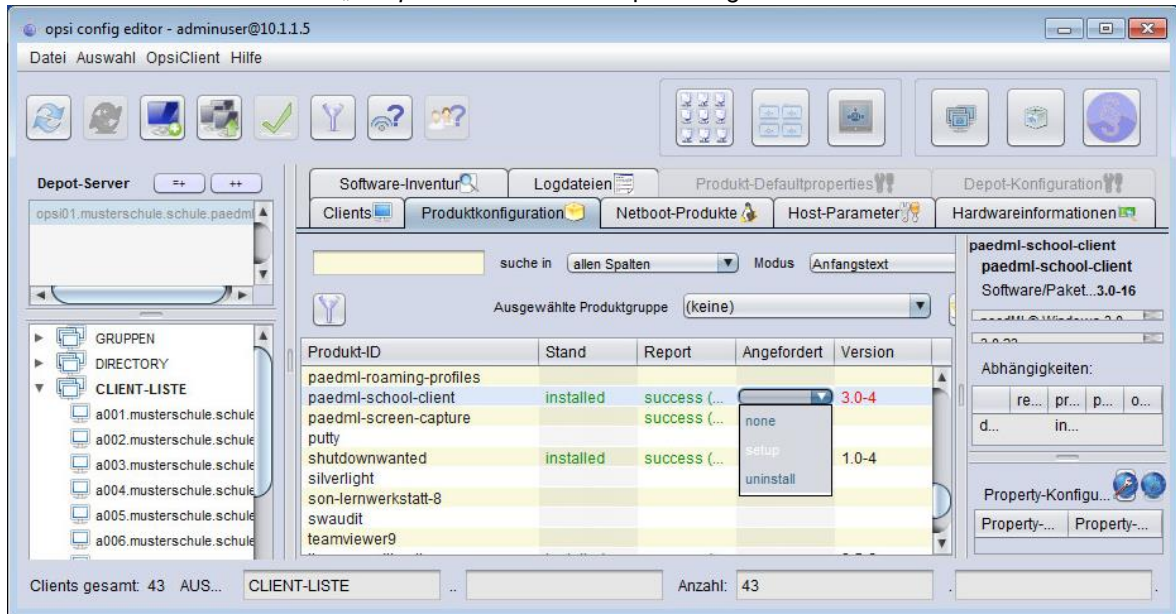 opsi config editor - adminuser@10.1.1.5
Datei Auswahl OpsiClient Hilfe
Depot-Server =+ ++
opsi01.musterschule.schule.paedml
GRUPPEN
DIRECTORY
CLIENT-LISTE
a001.musterschule.schule
a002.musterschule.schule
a003.musterschule.schule
a004.musterschule.schule
a005.musterschule.schule
a006.musterschule.schule
Software-Inventur Logdateien Produkt-Defaultproperties Depot-Konfiguration
Clients Produktkonfiguration Netboot-Produkte Host-Parameter Hardwareinformationen
suche in allen Spalten Modus Anfangstext
Ausgewählte Produktgruppe (keine)
Produkt-ID Stand Report Angefordert Version
paedml-roaming-profiles
paedml-school-client installed success (... 3.0-4
paedml-screen-capture success (...
putty
shutdownwanted installed success (... 1.0-4
silverlight
son-lernwerkstatt-8
swaudit
teamviewer9
none
setup
uninstall
paedml-school-client
paedml-school-client
Software/Paket...3.0-16
Abhängigkeiten:
re... pr... p... o...
d... in...
Property-Konfigu...
Property-... Property-...
Clients gesamt: 43 AUS... CLIENT-LISTE .. Anzahl: 43 . .